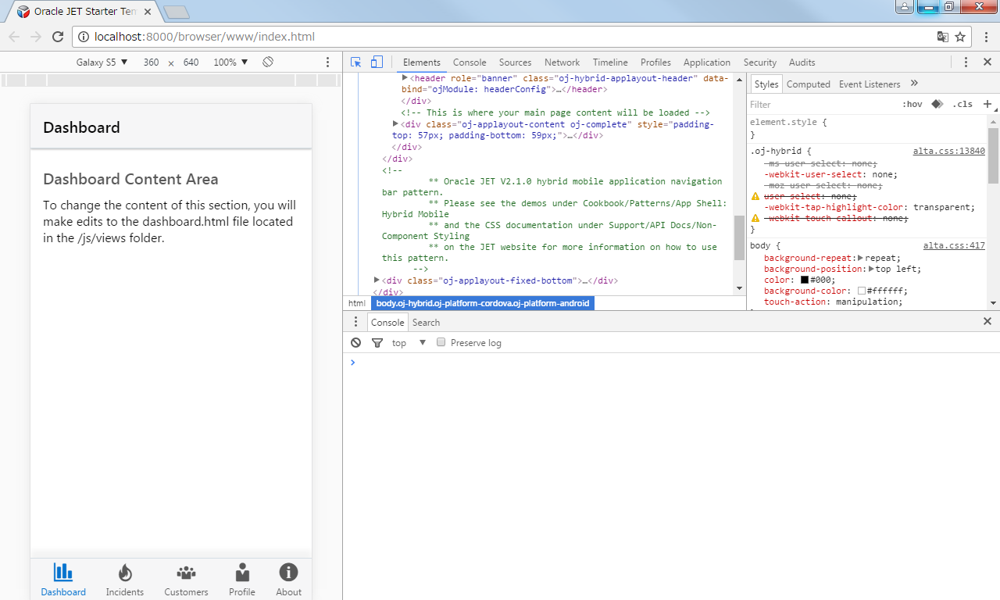 Oracle JET Starter Tem
localhost:8000/browser/www/index.html
Galaxy S5 ▼ 360 × 640 100% ▼
Dashboard
Dashboard Content Area
To change the content of this section, you will
make edits to the dashboard.html file located
in the /js/views folder.
Dashboard Incidents Customers Profile About
Elements Console Sources Network Timeline Profiles Application Security Audits
<header role="banner" class="oj-hybrid-applayout-header" data-
bind="ojModule: headerConfig">…</header>
</div>
<!-- This is where your main page content will be loaded -->
<div class="oj-applayout-content oj-complete" style="padding-
top: 57px; padding-bottom: 59px;">…</div>
</div>
</div>
<!--
** Oracle JET V2.1.0 hybrid mobile application navigation
bar pattern.
** Please see the demos under Cookbook/Patterns/App Shell:
Hybrid Mobile
** and the CSS documentation under Support/API Docs/Non-
Component Styling
** on the JET website for more information on how to use
this pattern.
-->
<div class="oj-applayout-fixed-bottom">…</div>
</div>
html body.oj-hybrid.oj-platform-cordova.oj-platform-android
Styles Computed Event Listeners »
Filter :hov .cls +
element.style {
}
.oj-hybrid { alta.css:13840
-ms-user-select: none;
-webkit-user-select: none;
-moz-user-select: none;
user-select: none;
-webkit-tap-highlight-color: transparent;
-webkit-touch-callout: none;
}
body { alta.css:417
background-repeat: repeat;
background-position: top left;
color: #000;
background-color: #ffffff;
touch-action: manipulation;
Console Search
top ▼ Preserve log
>